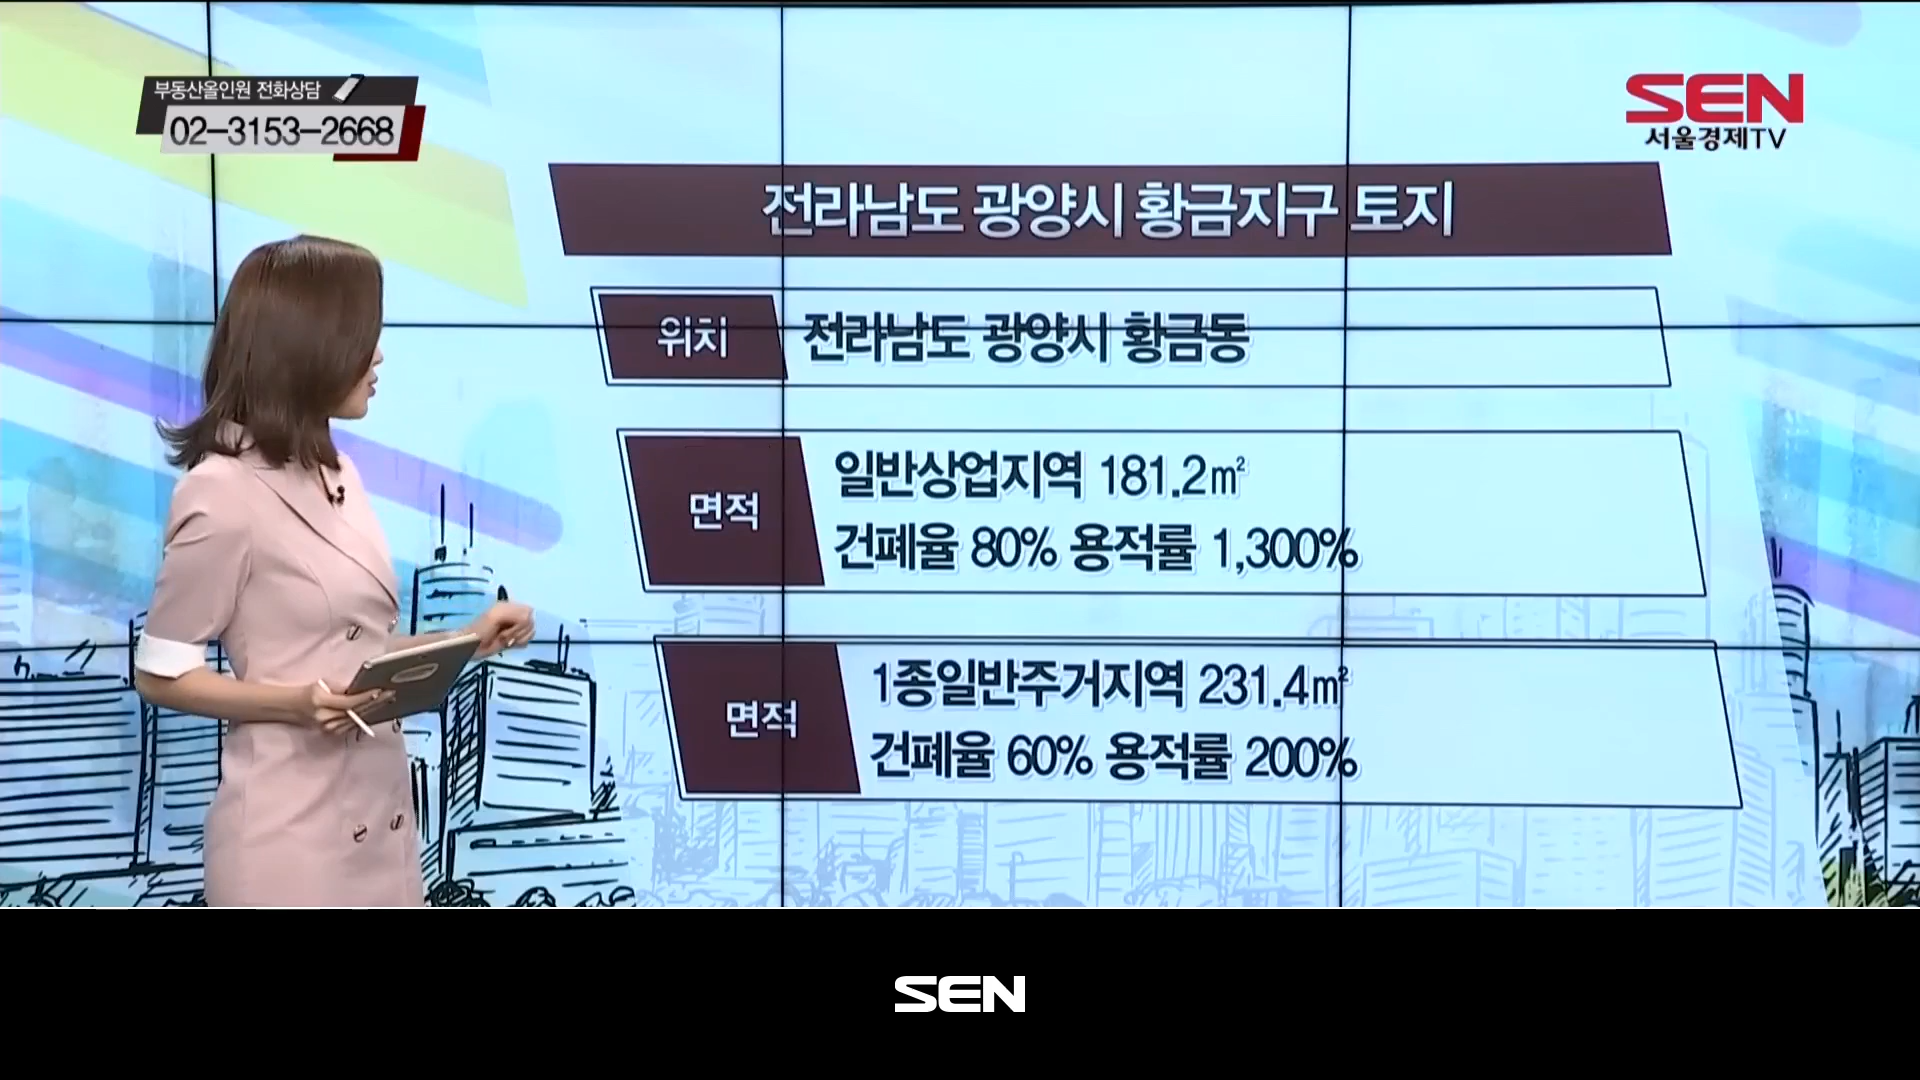 부동산올인원 전화상담
02-3153-2668
SEN
서울경제TV
전라남도 광양시 황금지구 토지
위치
전라남도 광양시 황금동
면적
일반상업지역 181.2㎡
건폐율 80% 용적률 1,300%
면적
1종일반주거지역 231.4㎡
건폐율 60% 용적률 200%
SEN